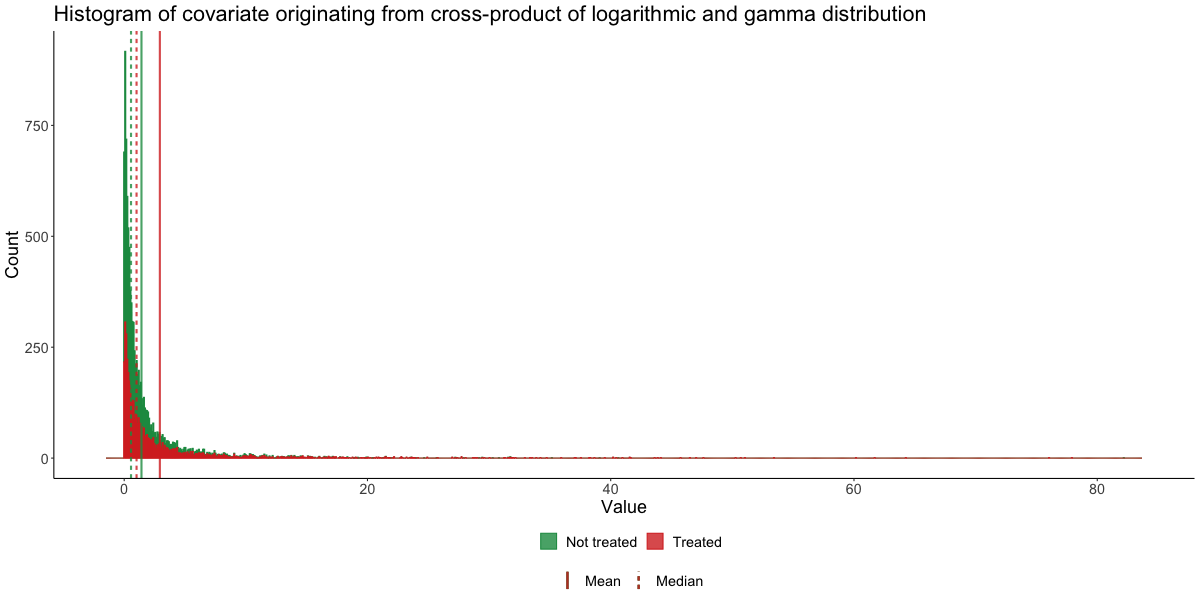 Histogram of covariate originating from cross-product of logarithmic and gamma distribution
Count
750
500
250
0
0 20 40 60 80
Value
Not treated Treated
Mean Median